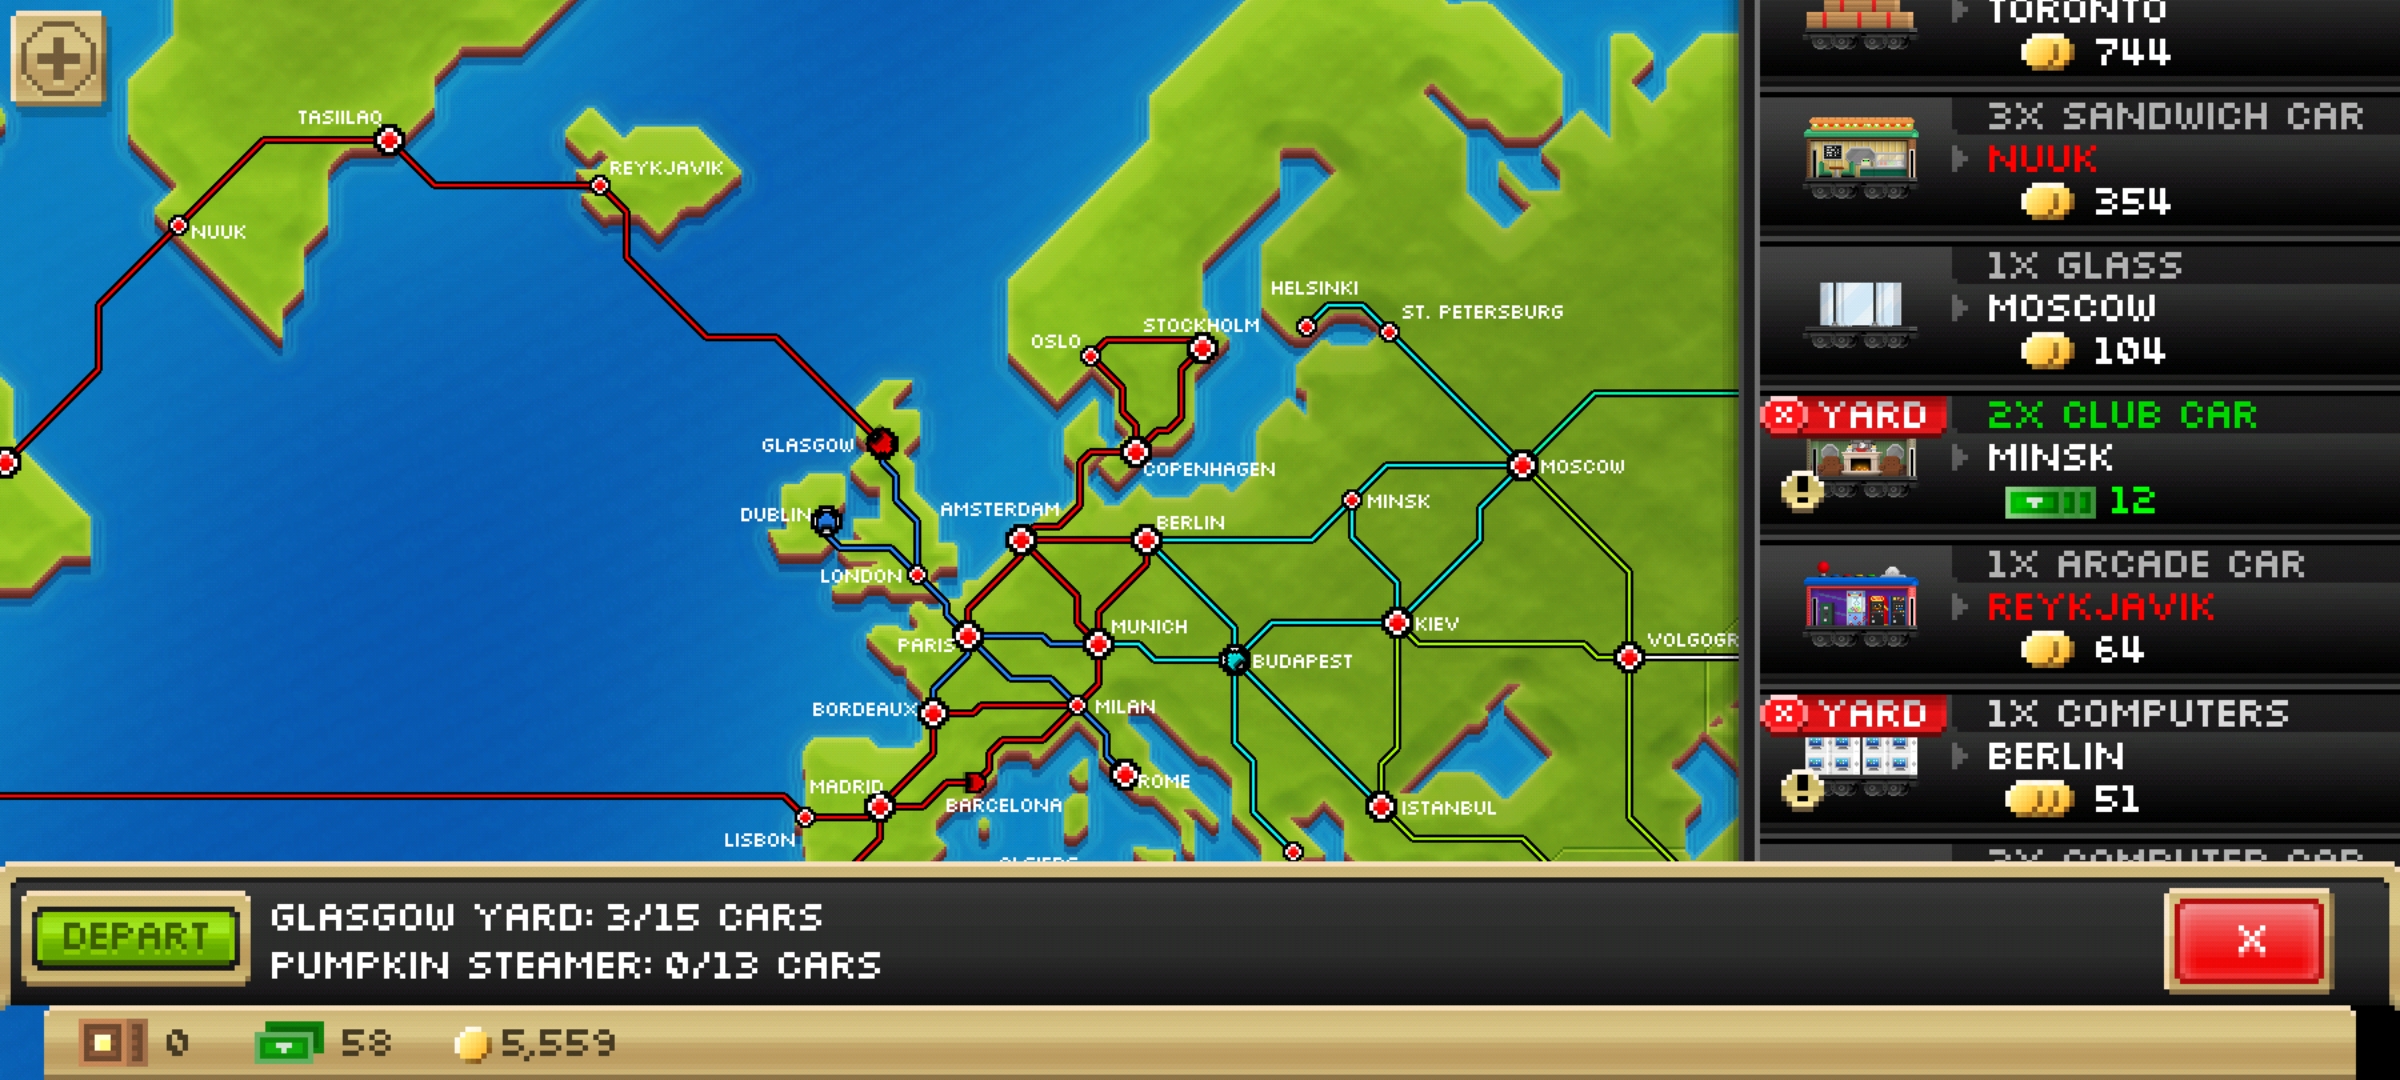 TASIILAQ
REYKJAVIK
NUUK
HELSINKI
ST. PETERSBURG
STOCKHOLM
OSLO
GLASGOW
COPENHAGEN
MOSCOW
MINSK
DUBLIN
AMSTERDAM
BERLIN
LONDON
PARIS
MUNICH
KIEV
VOLGOGR
BUDAPEST
BORDEAUX
MILAN
MADRID
BARCELONA
ROME
ISTANBUL
LISBON
ALGIERS
TORONTO
744
3X SANDWICH CAR
NUUK
354
1X GLASS
MOSCOW
104
YARD
2X CLUB CAR
MINSK
12
1X ARCADE CAR
REYKJAVIK
64
YARD
1X COMPUTERS
BERLIN
51
COMPUTER CAR
DEPART
GLASGOW YARD: 3/15 CARS
PUMPKIN STEAMER: 0/13 CARS
X
0
58
5,559